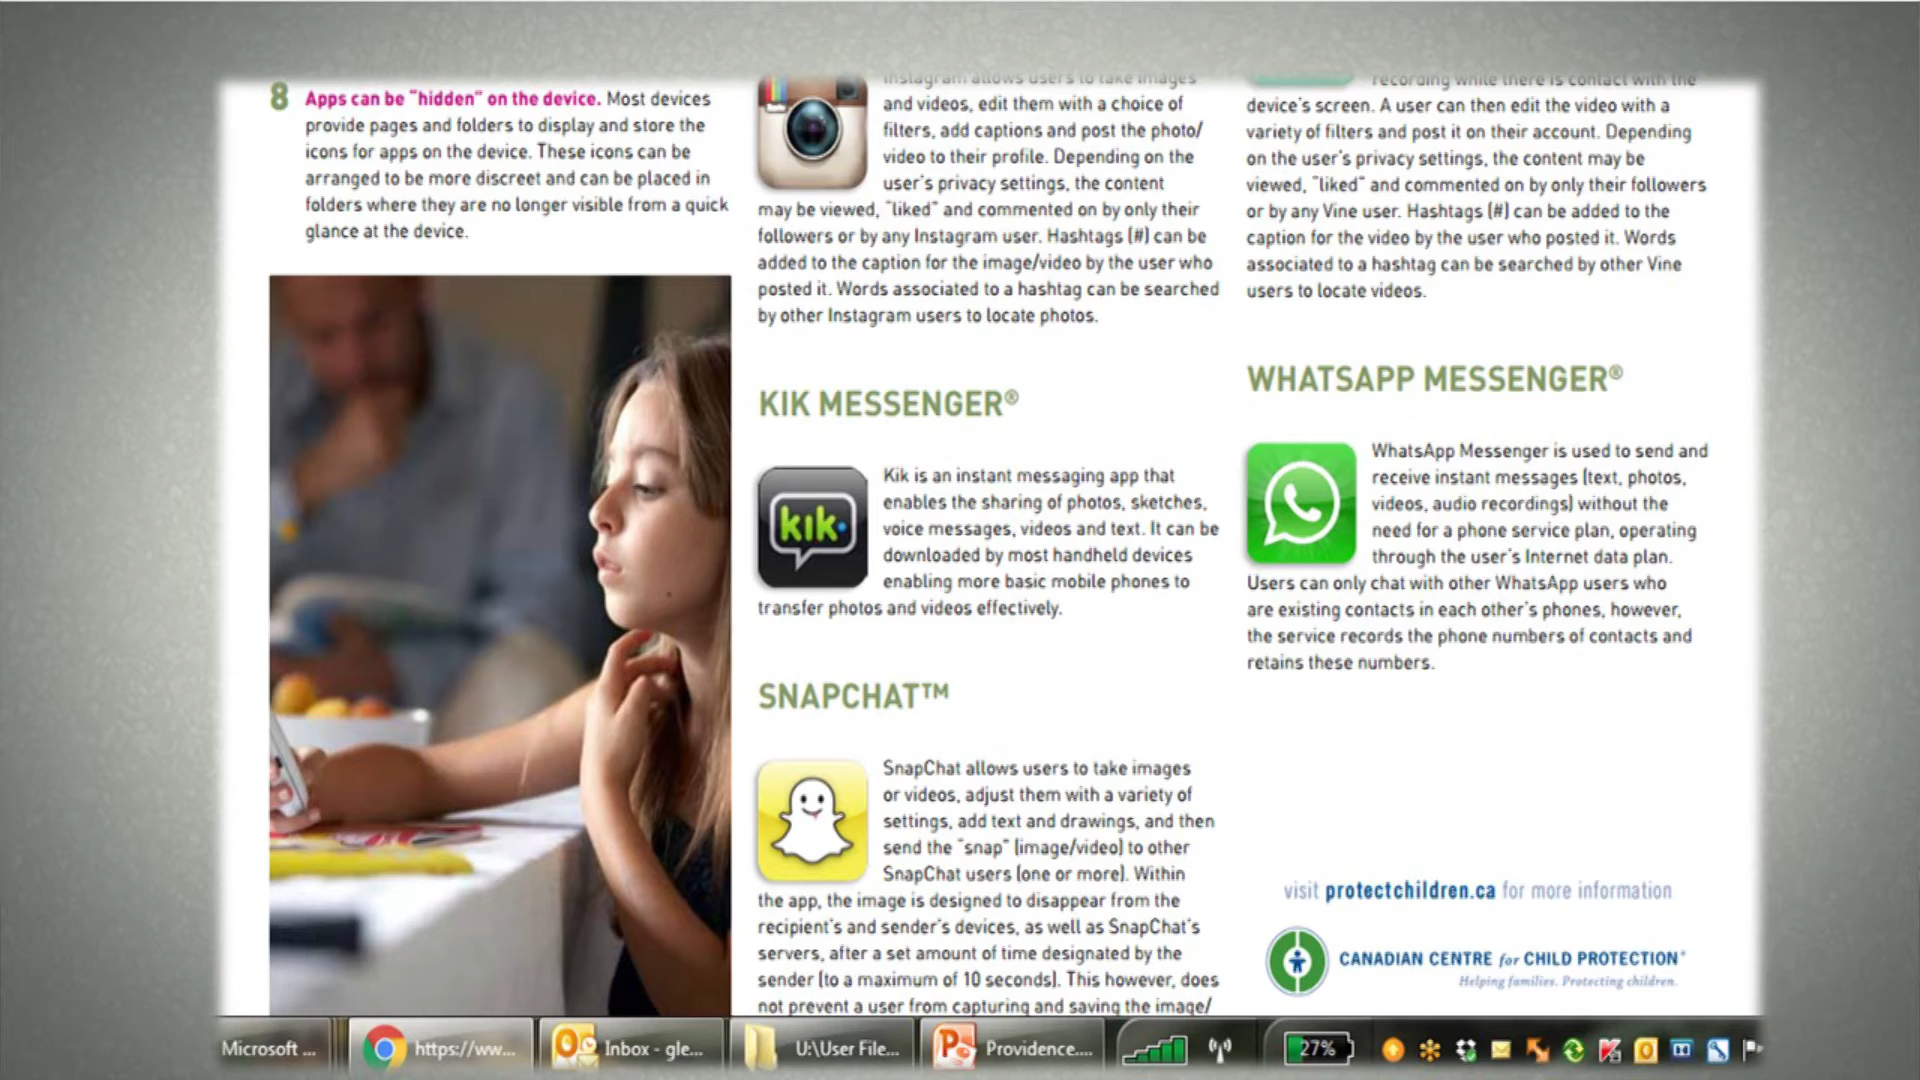 8 Apps can be "hidden" on the device. Most devices
provide pages and folders to display and store the
icons for apps on the device. These icons can be
arranged to be more discreet and can be placed in
folders where they are no longer visible from a quick
glance at the device.
Instagram allows users to take images
and videos, edit them with a choice of
filters, add captions and post the photo/
video to their profile. Depending on the
user's privacy settings, the content
may be viewed, "liked" and commented on by only their
followers or by any Instagram user. Hashtags (#) can be
added to the caption for the image/video by the user who
posted it. Words associated to a hashtag can be searched
by other Instagram users to locate photos.
KIK MESSENGER®
kik
Kik is an instant messaging app that
enables the sharing of photos, sketches,
voice messages, videos and text. It can be
downloaded by most handheld devices
enabling more basic mobile phones to
transfer photos and videos effectively.
SNAPCHAT™
SnapChat allows users to take images
or videos, adjust them with a variety of
settings, add text and drawings, and then
send the "snap" (image/video) to other
SnapChat users (one or more). Within
the app, the image is designed to disappear from the
recipient's and sender's devices, as well as SnapChat's
servers, after a set amount of time designated by the
sender (to a maximum of 10 seconds). This however, does
not prevent a user from capturing and saving the image/
recording while there is contact with the
device's screen. A user can then edit the video with a
variety of filters and post it on their account. Depending
on the user's privacy settings, the content may be
viewed, "liked" and commented on by only their followers
or by any Vine user. Hashtags (#) can be added to the
caption for the video by the user who posted it. Words
associated to a hashtag can be searched by other Vine
users to locate videos.
WHATSAPP MESSENGER®
WhatsApp Messenger is used to send and
receive instant messages (text, photos,
videos, audio recordings) without the
need for a phone service plan, operating
through the user's Internet data plan.
Users can only chat with other WhatsApp users who
are existing contacts in each other's phones, however,
the service records the phone numbers of contacts and
retains these numbers.
visit protectchildren.ca for more information
CANADIAN CENTRE for CHILD PROTECTION®
Helping families. Protecting children.
Microsoft ...
https://ww...
Inbox - gle...
U:\User File...
Providence....
27%